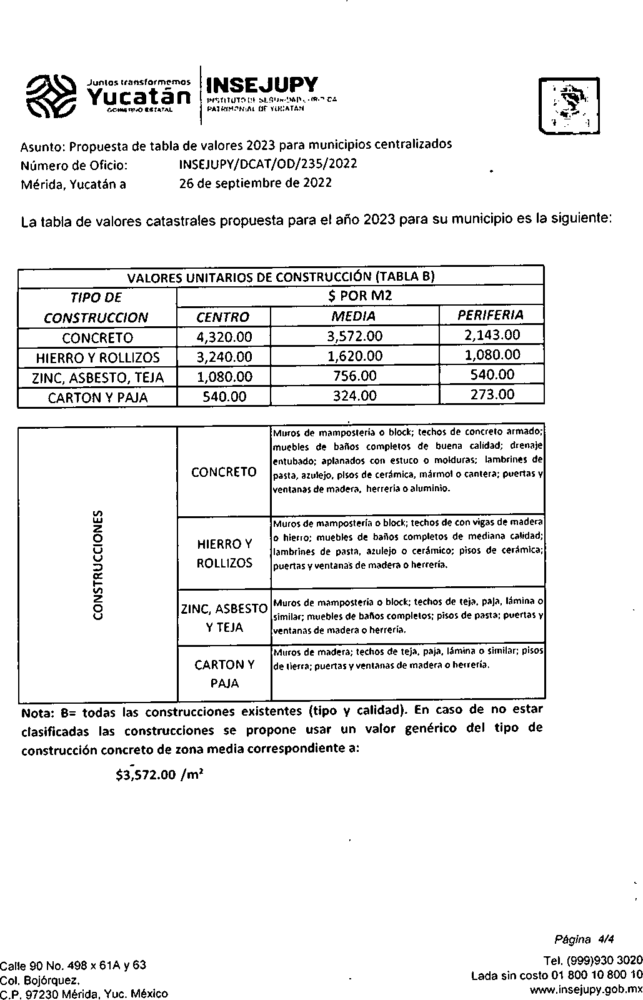 Juntos transformemos
Yucatán
GOBIERNO ESTATAL
INSEJUPY
PATRIMONIAL DE YUCATÁN
Asunto: Propuesta de tabla de valores 2023 para municipios centralizados
Número de Oficio: INSEJUPY/DCAT/OD/235/2022
Mérida, Yucatán a 26 de septiembre de 2022
La tabla de valores catastrales propuesta para el año 2023 para su municipio es la siguiente:
VALORES UNITARIOS DE CONSTRUCCIÓN (TABLA B)
TIPO DE CONSTRUCCION $ POR M2
CENTRO MEDIA PERIFERIA
CONCRETO 4,320.00 3,572.00 2,143.00
HIERRO Y ROLLIZOS 3,240.00 1,620.00 1,080.00
ZINC, ASBESTO, TEJA 1,080.00 756.00 540.00
CARTON Y PAJA 540.00 324.00 273.00
CONSTRUCCIONES
CONCRETO
Muros de mampostería o block; techos de concreto armado;
muebles de baños completos de buena calidad; drenaje
entubado; aplanados con estuco o molduras; lambrines de
pasta, azulejo, pisos de cerámica, mármol o cantera; puertas y
ventanas de madera, herreria o aluminio.
HIERRO Y
ROLLIZOS
Muros de mampostería o block; techos de con vigas de madera
o hierro; muebles de baños completos de mediana calidad;
lambrines de pasta, azulejo o cerámico; pisos de cerámica;
puertas y ventanas de madera o herrería.
ZINC, ASBESTO
Y TEJA
Muros de mampostería o block; techos de teja, paja, lámina o
similar; muebles de baños completos; pisos de pasta; puertas y
ventanas de madera o herrería.
CARTON Y
PAJA
Muros de madera; techos de teja, paja, lámina o similar; pisos
de tierra; puertas y ventanas de madera o herrería.
Nota: B= todas las construcciones existentes (tipo y calidad). En caso de no estar
clasificadas las construcciones se propone usar un valor genérico del tipo de
construcción concreto de zona media correspondiente a:
$3,572.00 /m²
Página 4/4
Calle 90 No. 498 x 61A y 63
Col. Bojórquez,
C.P. 97230 Mérida, Yuc. México
Tel. (999)930 3020
Lada sin costo 01 800 10 800 10
www.insejupy.gob.mx